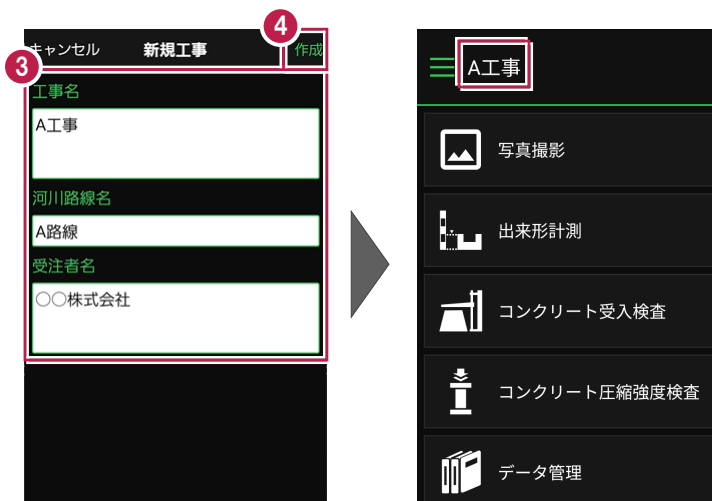 4
3
キャンセル 新規工事 作成
工事名
A工事
河川路線名
A路線
受注者名
○○株式会社
A工事
写真撮影
出来形計測
コンクリート受入検査
コンクリート圧縮強度検査
データ管理